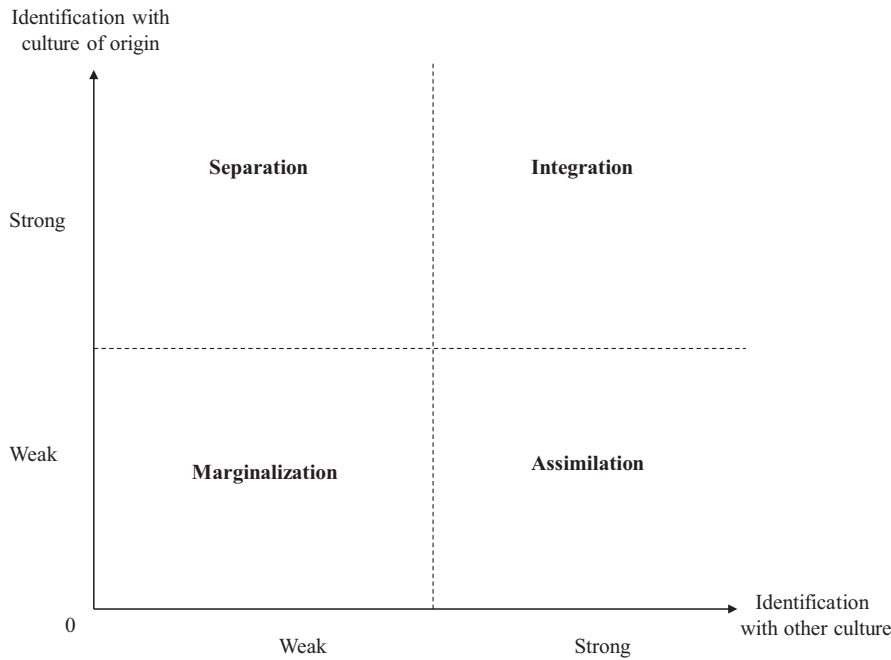 Identification with
culture of origin
Separation
Integration
Strong
Weak
Marginalization
Assimilation
0
Weak
Strong
Identification
with other culture